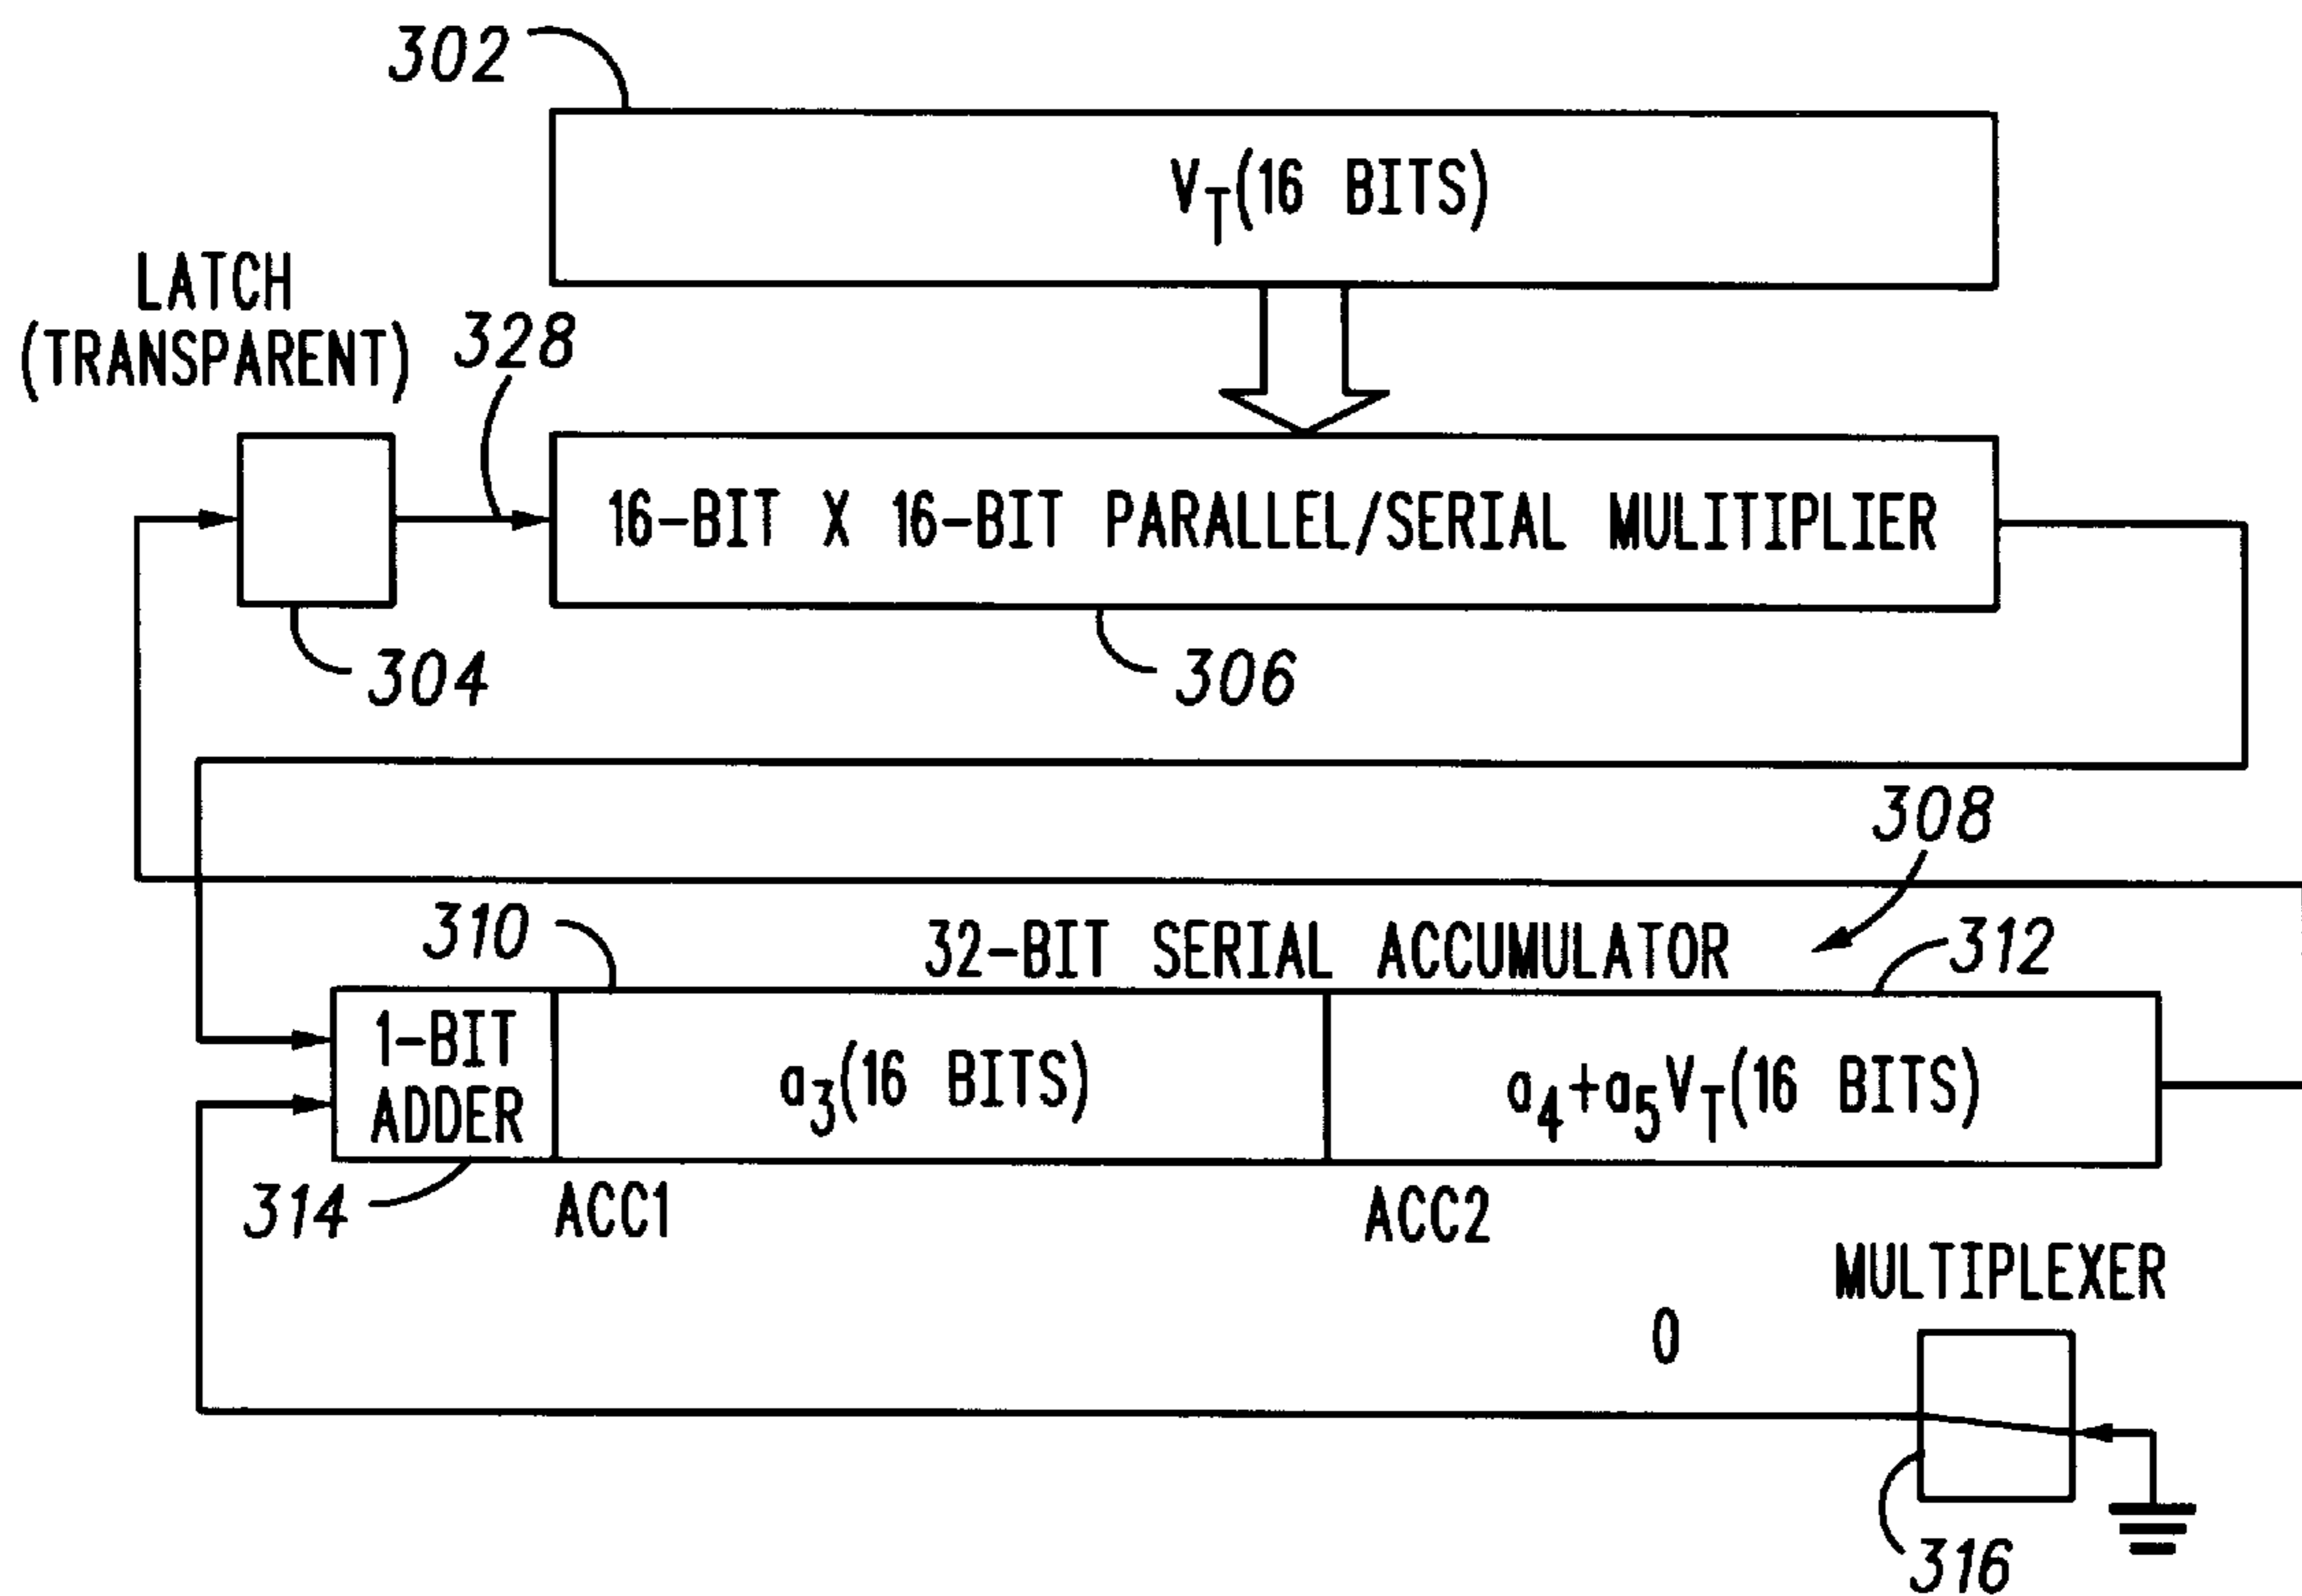 302
V_T(16 BITS)
LATCH
(TRANSPARENT)
328
16-BIT X 16-BIT PARALLEL/SERIAL MULITIPLIER
304
306
308
310
32-BIT SERIAL ACCUMULATOR
312
1-BIT
ADDER
a_3(16 BITS)
a_4+a_5V_T(16 BITS)
314
ACC1
ACC2
MULTIPLEXER
0
316